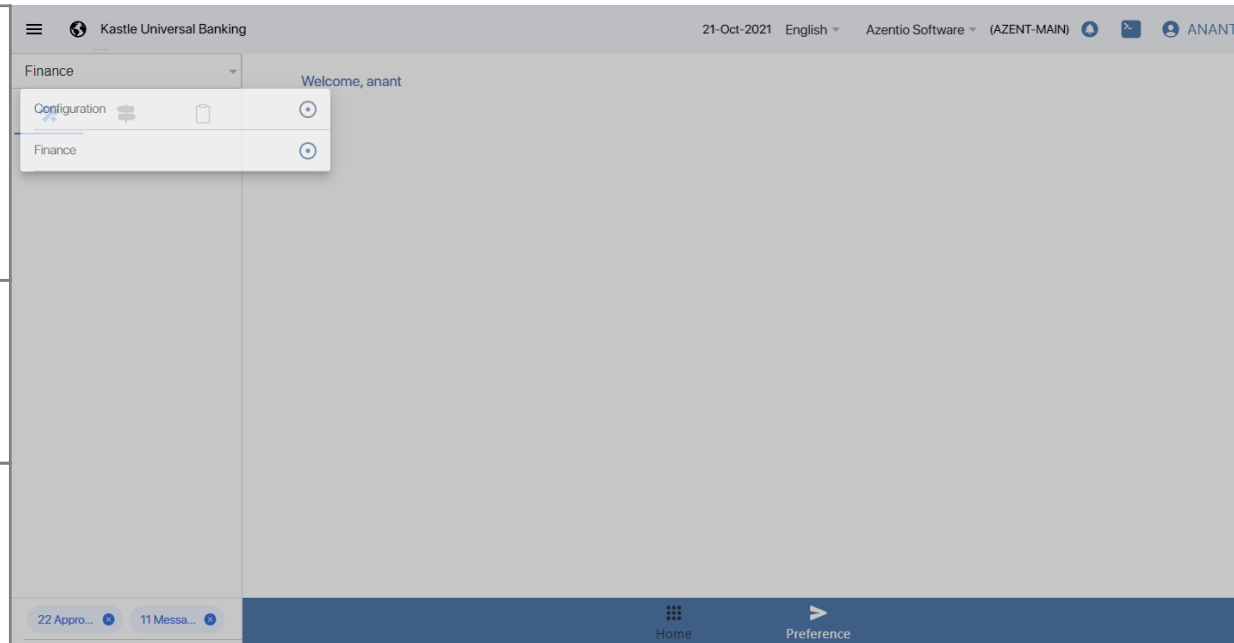 Kastle Universal Banking 21-Oct-2021 English Azentio Software (AZENT-MAIN) ANANT
Finance
Welcome, anant
Configuration
Finance
22 Appro... 11 Messa...
Home Preference